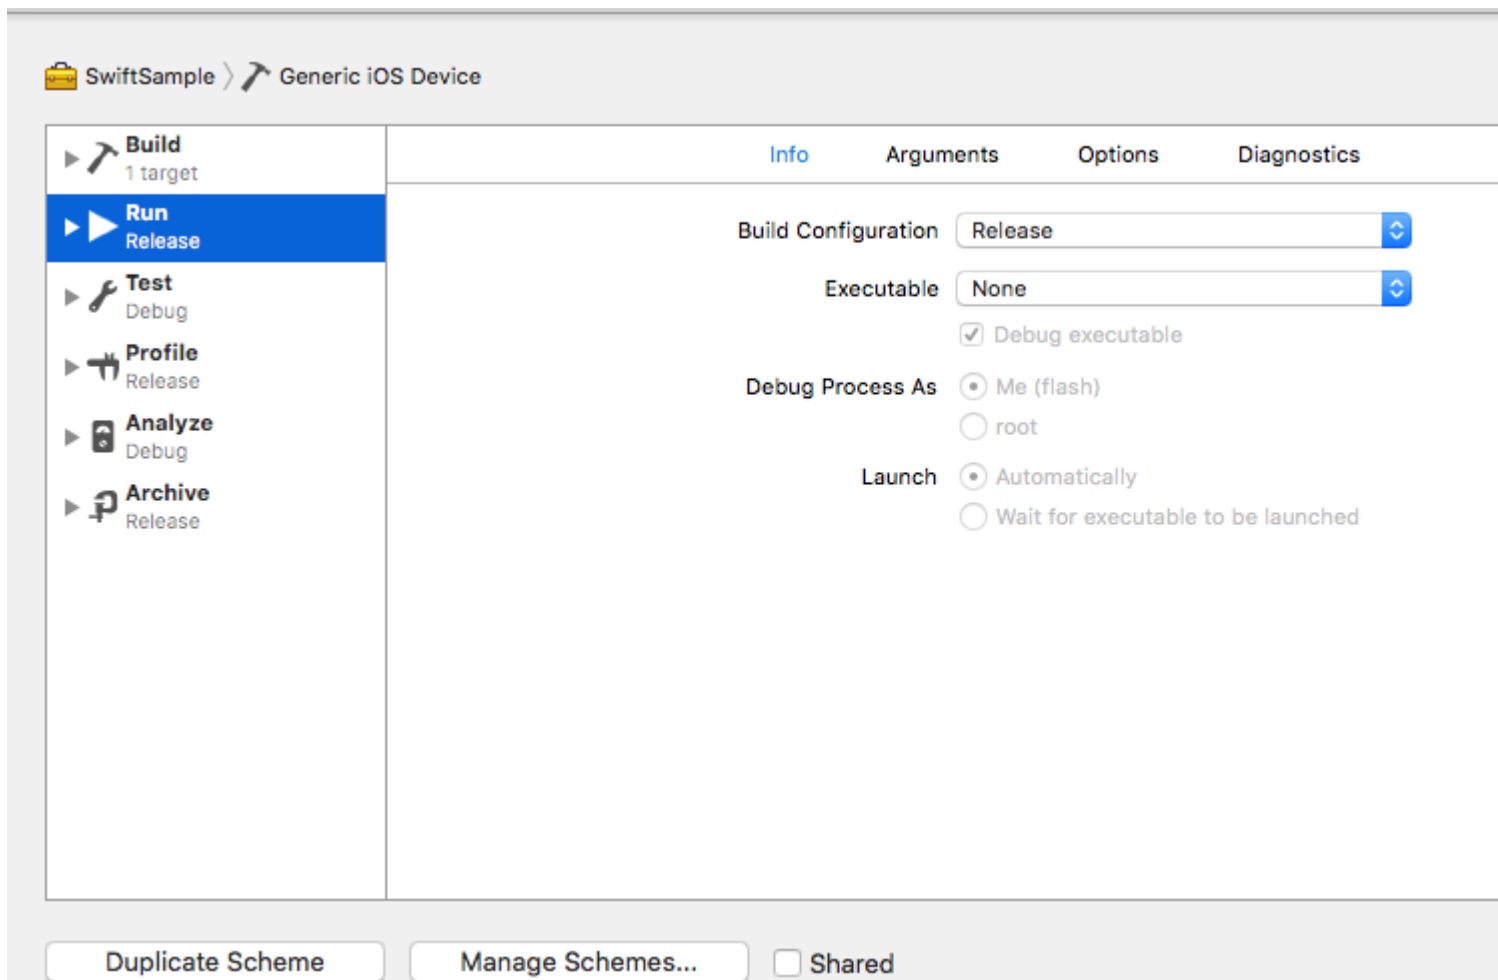 SwiftSample 〉 Generic iOS Device
Build
1 target
Run
Release
Test
Debug
Profile
Release
Analyze
Debug
Archive
Release
Info Arguments Options Diagnostics
Build Configuration Release
Executable None
Debug executable
Debug Process As Me (flash)
root
Launch Automatically
Wait for executable to be launched
Duplicate Scheme Manage Schemes... Shared